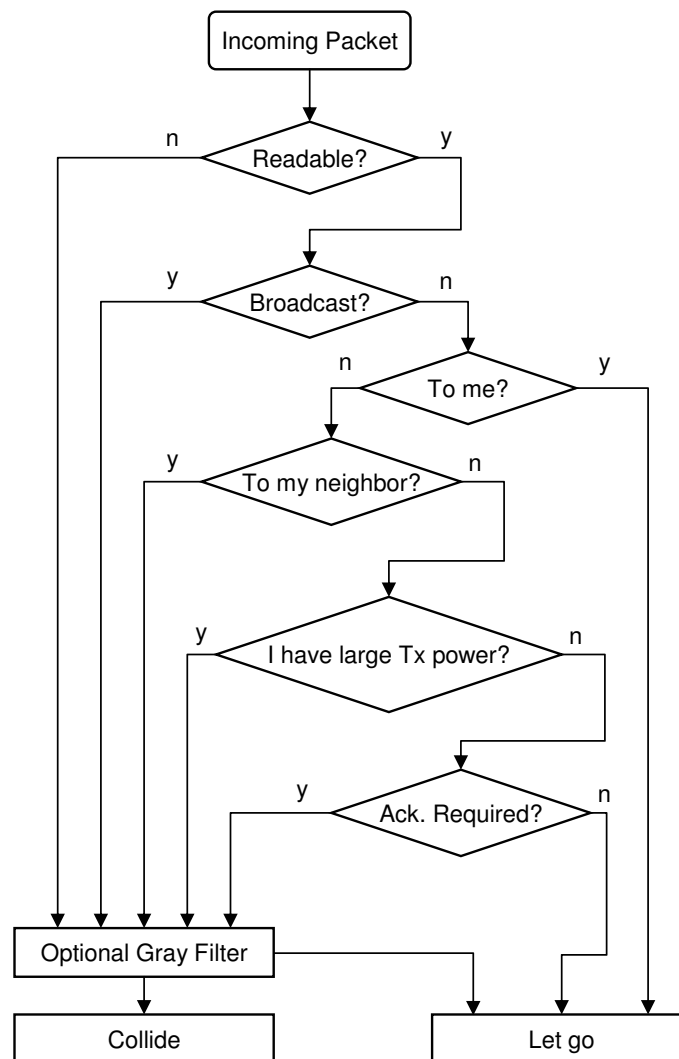 Incoming Packet
n
y
Readable?
y
n
Broadcast?
n
y
To me?
y
n
To my neighbor?
y
n
I have large Tx power?
y
n
Ack. Required?
Optional Gray Filter
Collide
Let go